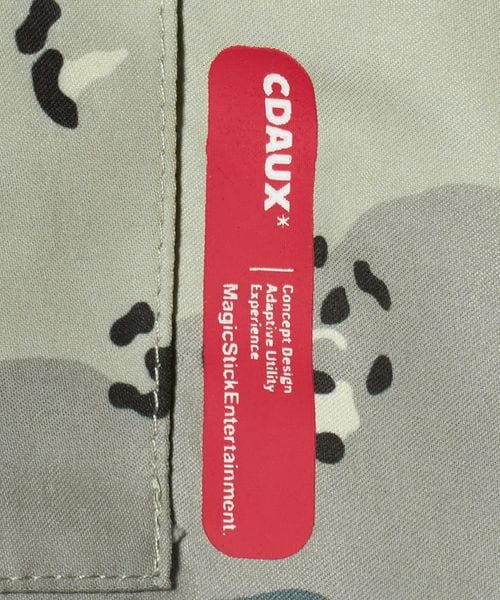 CDAUX*
Concept Design
Adaptive Utility
Experience
MagicStickEntertainment.